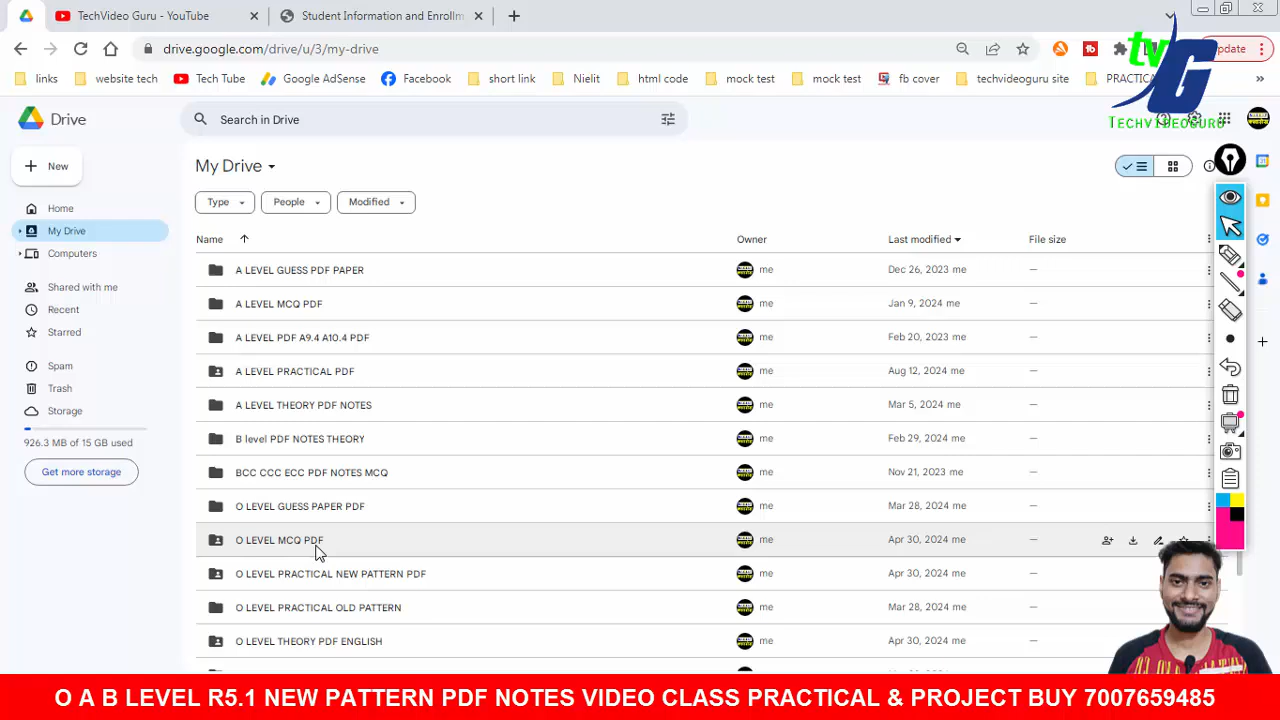 TechVideo Guru - YouTube
Student Information and Enrollm
drive.google.com/drive/u/3/my-drive
Update
links
website tech
Tech Tube
Google AdSense
Facebook
short link
Nielit
html code
mock test
mock test
fb cover
techvideoguru site
tvG
TECHVIDEOGURU
Drive
Search in Drive
New
My Drive
Type
People
Modified
Home
My Drive
Computers
Shared with me
Recent
Starred
Spam
Trash
Storage
926.3 MB of 15 GB used
Get more storage
Name Owner Last modified File size
A LEVEL GUESS PDF PAPER me Dec 26, 2023 me —
A LEVEL MCQ PDF me Jan 9, 2024 me —
A LEVEL PDF A9.4 A10.4 PDF me Feb 20, 2023 me —
A LEVEL PRACTICAL PDF me Aug 12, 2024 me —
A LEVEL THEORY PDF NOTES me Mar 5, 2024 me —
B level PDF NOTES THEORY me Feb 29, 2024 me —
BCC CCC ECC PDF NOTES MCQ me Nov 21, 2023 me —
O LEVEL GUESS PAPER PDF me Mar 28, 2024 me —
O LEVEL MCQ PDF me Apr 30, 2024 me —
O LEVEL PRACTICAL NEW PATTERN PDF me Apr 30, 2024 me —
O LEVEL PRACTICAL OLD PATTERN me Mar 28, 2024 me —
O LEVEL THEORY PDF ENGLISH me Apr 30, 2024 me —
O A B LEVEL R5.1 NEW PATTERN PDF NOTES VIDEO CLASS PRACTICAL & PROJECT BUY 7007659485